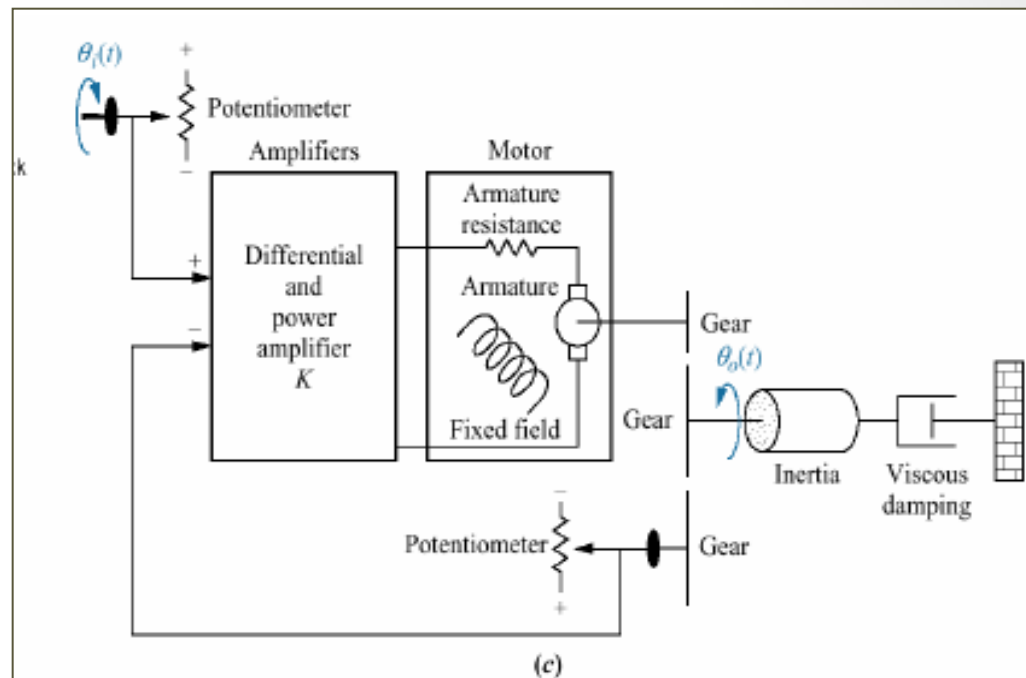 θi(t)
+
Potentiometer
−
ck
Amplifiers
Motor
Armature
resistance
+
Differential
and
power
amplifier
K
−
Armature
Fixed field
Gear
θo(t)
Gear
Inertia
Viscous
damping
−
Potentiometer
+
Gear
(c)